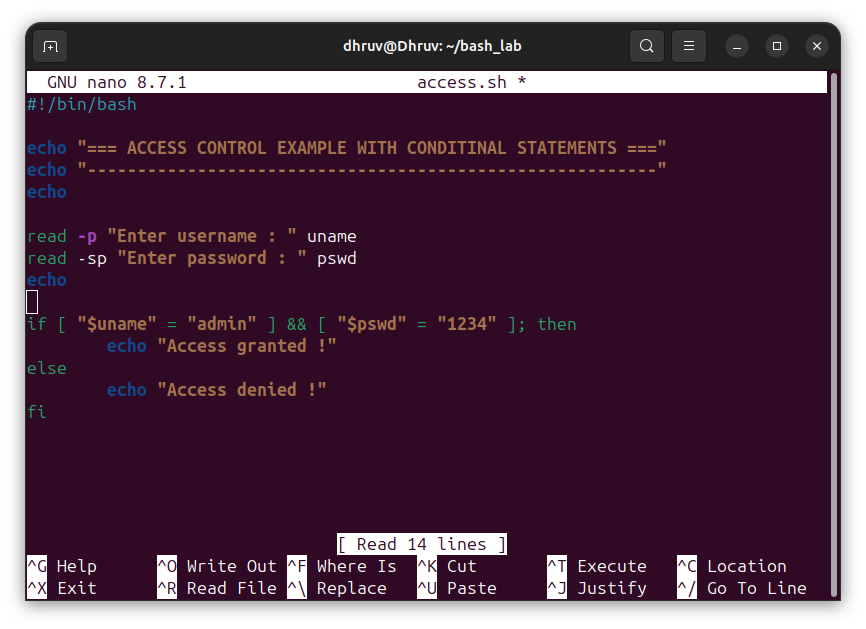 dhruv@Dhruv: ~/bash_lab
GNU nano 8.7.1 access.sh *
#!/bin/bash
echo "=== ACCESS CONTROL EXAMPLE WITH CONDITINAL STATEMENTS ==="
echo "---------------------------------------------------------"
echo
read -p "Enter username : " uname
read -sp "Enter password : " pswd
echo
if [ "$uname" = "admin" ] && [ "$pswd" = "1234" ]; then
echo "Access granted !"
else
echo "Access denied !"
fi
[ Read 14 lines ]
^G Help ^O Write Out ^F Where Is ^K Cut ^T Execute ^C Location
^X Exit ^R Read File ^\ Replace ^U Paste ^J Justify ^/ Go To Line